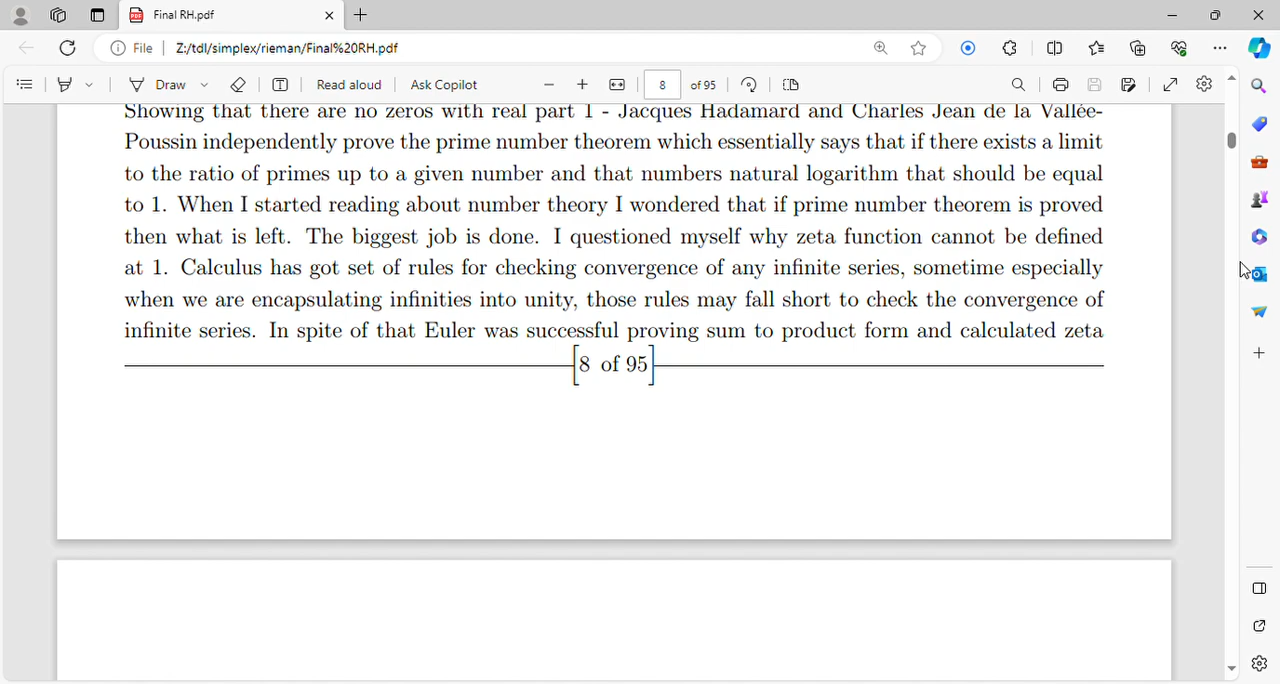 Final RH.pdf
File Z:/tdl/simplex/rieman/Final%20RH.pdf
Draw Read aloud Ask Copilot 8 of 95
Showing that there are no zeros with real part 1 - Jacques Hadamard and Charles Jean de la Vallée-
Poussin independently prove the prime number theorem which essentially says that if there exists a limit
to the ratio of primes up to a given number and that numbers natural logarithm that should be equal
to 1. When I started reading about number theory I wondered that if prime number theorem is proved
then what is left. The biggest job is done. I questioned myself why zeta function cannot be defined
at 1. Calculus has got set of rules for checking convergence of any infinite series, sometime especially
when we are encapsulating infinities into unity, those rules may fall short to check the convergence of
infinite series. In spite of that Euler was successful proving sum to product form and calculated zeta
[8 of 95]